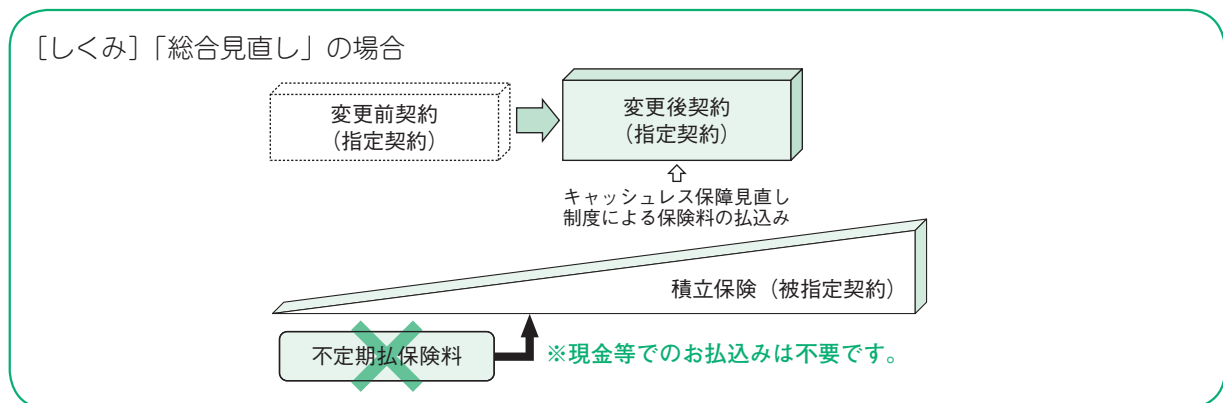 ［しくみ］「総合見直し」の場合
変更前契約
（指定契約）
変更後契約
（指定契約）
キャッシュレス保障見直し
制度による保険料の払込み
積立保険（被指定契約）
不定期払保険料
※現金等でのお払込みは不要です。